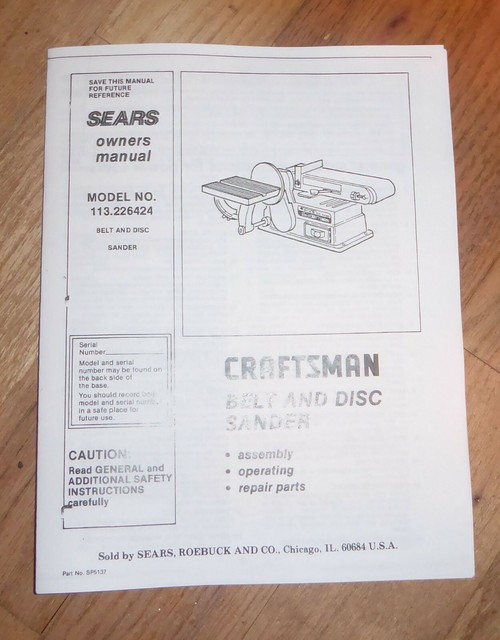 SAVE THIS MANUAL
FOR FUTURE
REFERENCE
SEARS
owners
manual
MODEL NO.
113.226424
BELT AND DISC
SANDER
Serial
Number
Model and serial
number may be found on
the back side of
the base.
You should record both
model and serial number
in a safe place for
future use.
CAUTION:
Read GENERAL and
ADDITIONAL SAFETY
INSTRUCTIONS
carefully
CRAFTSMAN
BELT AND DISC
SANDER
• assembly
• operating
• repair parts
Sold by SEARS, ROEBUCK AND CO., Chicago, IL. 60684 U.S.A.
Part No. SP5137